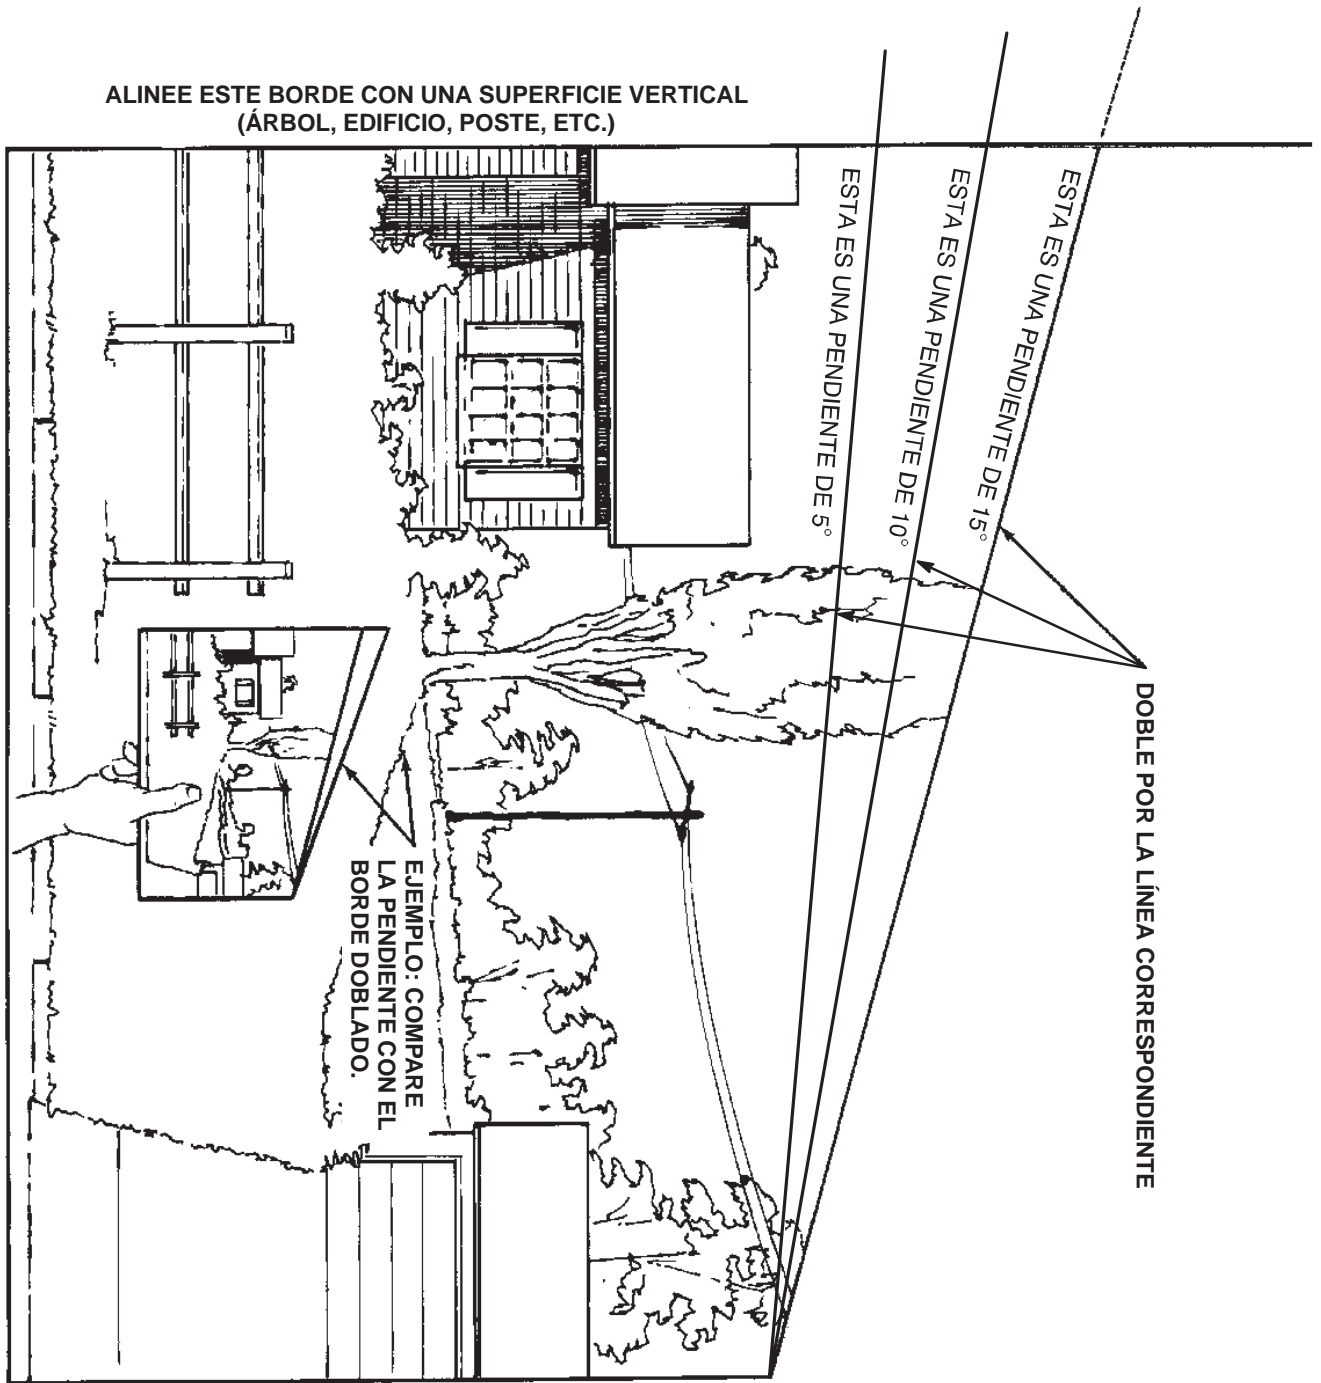 ALINEE ESTE BORDE CON UNA SUPERFICIE VERTICAL
(ÁRBOL, EDIFICIO, POSTE, ETC.)
ESTA ES UNA PENDIENTE DE 15°
ESTA ES UNA PENDIENTE DE 10°
ESTA ES UNA PENDIENTE DE 5°
DOBLE POR LA LÍNEA CORRESPONDIENTE
EJEMPLO: COMPARE
LA PENDIENTE CON EL
BORDE DOBLADO.